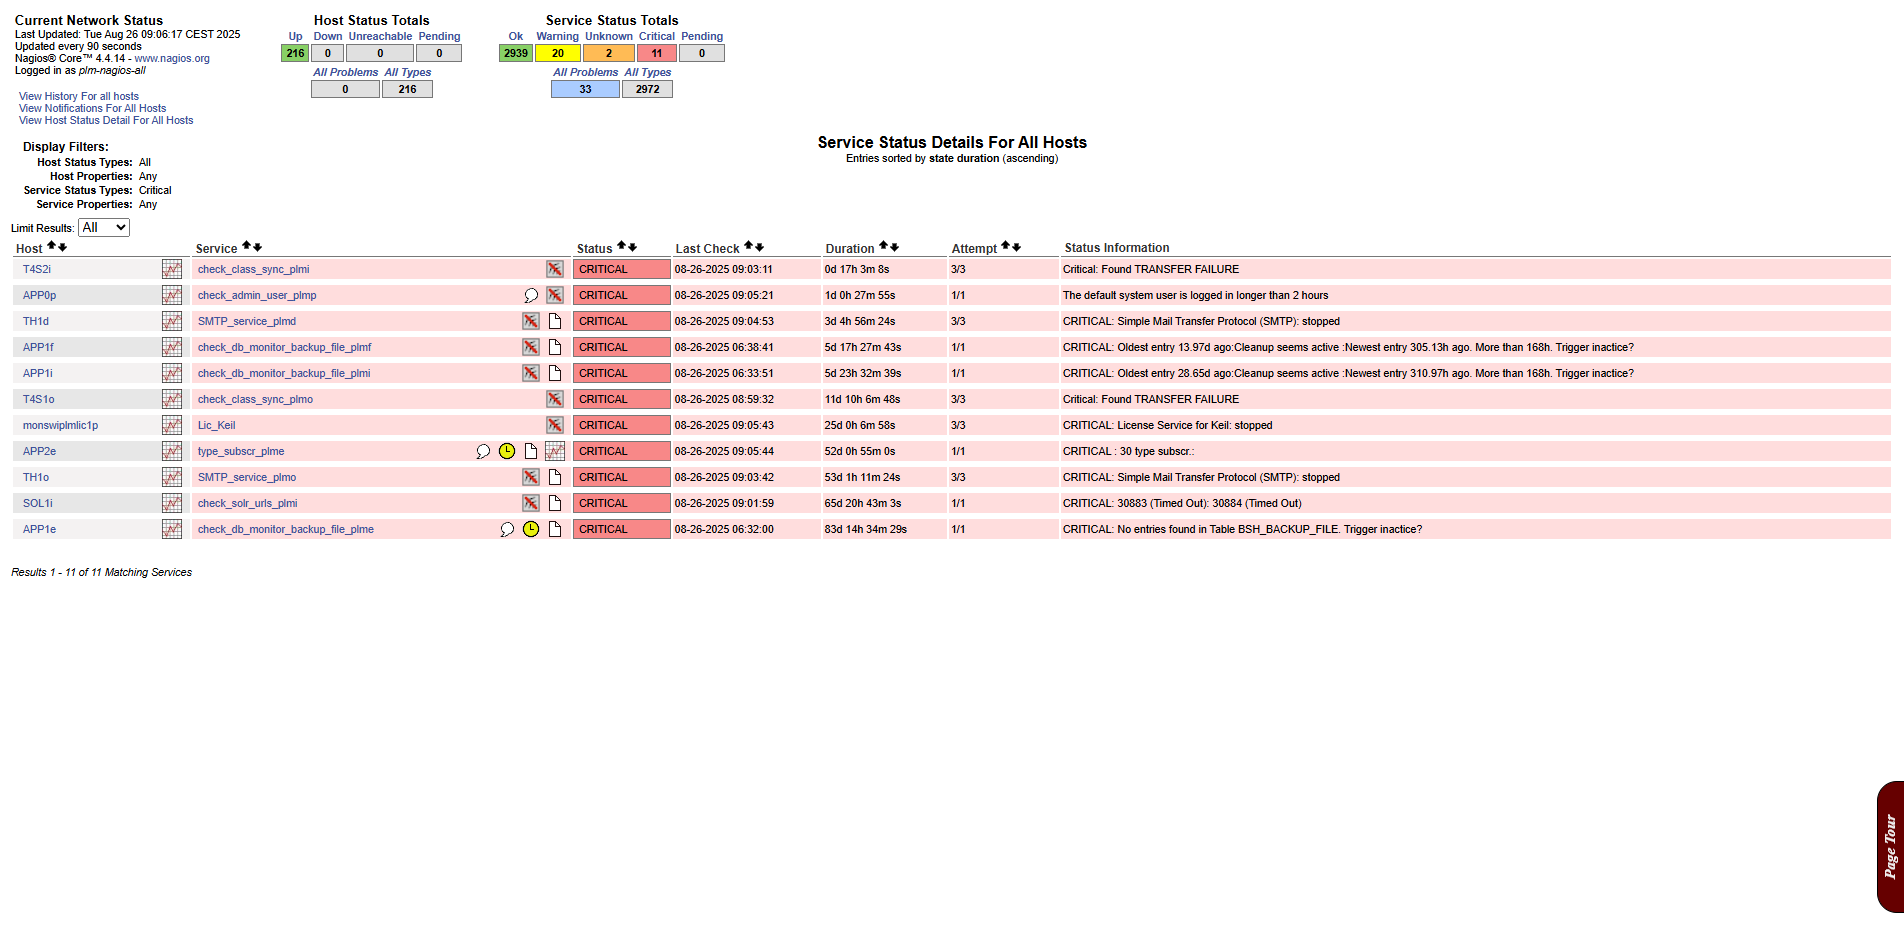 Current Network Status
Last Updated: Tue Aug 26 09:06:17 CEST 2025
Updated every 90 seconds
Nagios® Core™ 4.4.14 - www.nagios.org
Logged in as plm-nagios-all
View History For all hosts
View Notifications For All Hosts
View Host Status Detail For All Hosts
Host Status Totals
Up Down Unreachable Pending
216 0 0 0
All Problems All Types
0 216
Service Status Totals
Ok Warning Unknown Critical Pending
2939 20 2 11 0
All Problems All Types
33 2972
Display Filters:
Host Status Types: All
Host Properties: Any
Service Status Types: Critical
Service Properties: Any
Service Status Details For All Hosts
Entries sorted by state duration (ascending)
Limit Results: All
Host Service Status Last Check Duration Attempt Status Information
T4S2i check_class_sync_plmi CRITICAL 08-26-2025 09:03:11 0d 17h 3m 8s 3/3 Critical: Found TRANSFER FAILURE
APP0p check_admin_user_plmp CRITICAL 08-26-2025 09:05:21 1d 0h 27m 55s 1/1 The default system user is logged in longer than 2 hours
TH1d SMTP_service_plmd CRITICAL 08-26-2025 09:04:53 3d 4h 56m 24s 3/3 CRITICAL: Simple Mail Transfer Protocol (SMTP): stopped
APP1f check_db_monitor_backup_file_plmf CRITICAL 08-26-2025 06:38:41 5d 17h 27m 43s 1/1 CRITICAL: Oldest entry 13.97d ago:Cleanup seems active :Newest entry 305.13h ago. More than 168h. Trigger inactice?
APP1i check_db_monitor_backup_file_plmi CRITICAL 08-26-2025 06:33:51 5d 23h 32m 39s 1/1 CRITICAL: Oldest entry 28.65d ago:Cleanup seems active :Newest entry 310.97h ago. More than 168h. Trigger inactice?
T4S1o check_class_sync_plmo CRITICAL 08-26-2025 08:59:32 11d 10h 6m 48s 3/3 Critical: Found TRANSFER FAILURE
monswiplmlic1p Lic_Keil CRITICAL 08-26-2025 09:05:43 25d 0h 6m 58s 3/3 CRITICAL: License Service for Keil: stopped
APP2e type_subscr_plme CRITICAL 08-26-2025 09:05:44 52d 0h 55m 0s 1/1 CRITICAL : 30 type subscr.:
TH1o SMTP_service_plmo CRITICAL 08-26-2025 09:03:42 53d 1h 11m 24s 3/3 CRITICAL: Simple Mail Transfer Protocol (SMTP): stopped
SOL1i check_solr_urls_plmi CRITICAL 08-26-2025 09:01:59 65d 20h 43m 3s 1/1 CRITICAL: 30883 (Timed Out): 30884 (Timed Out)
APP1e check_db_monitor_backup_file_plme CRITICAL 08-26-2025 06:32:00 83d 14h 34m 29s 1/1 CRITICAL: No entries found in Table BSH_BACKUP_FILE. Trigger inactice?
Results 1 - 11 of 11 Matching Services
Page Tour